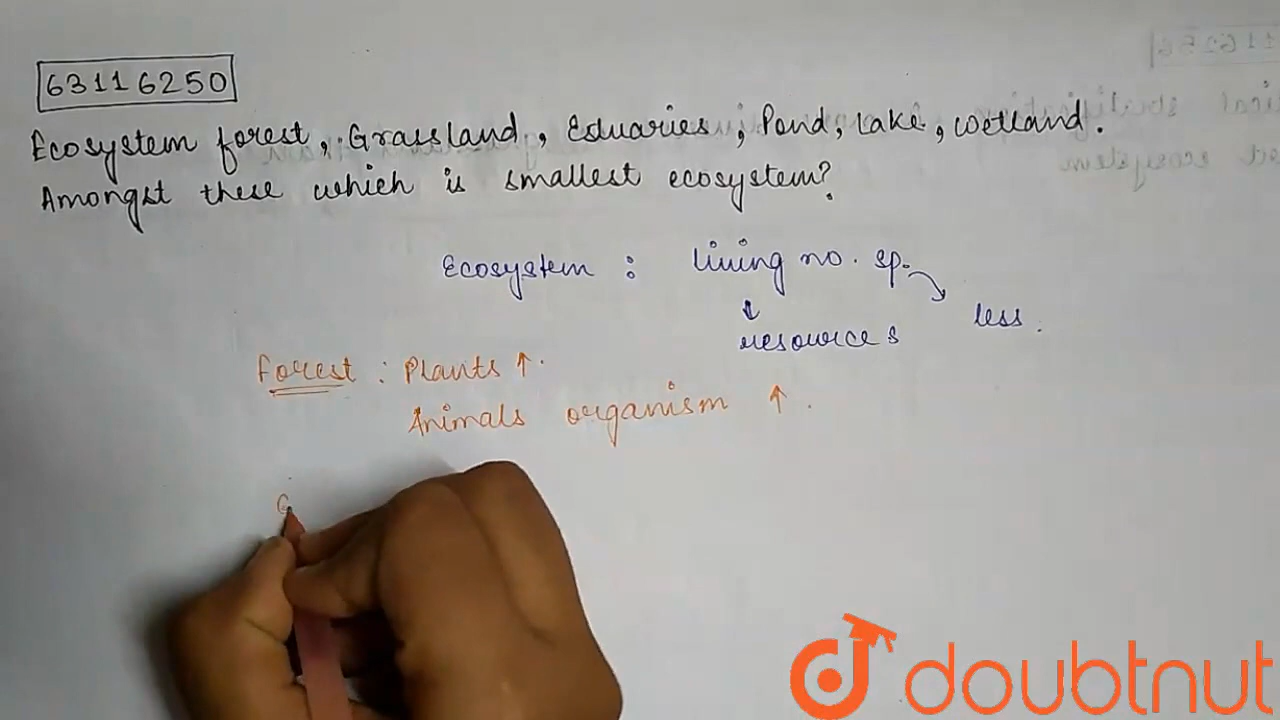 63116250
Ecosystem forest, Grassland, Estuaries, Pond, Lake, Wetland.
Amongst these which is smallest ecosystem?
Ecosystem : living no. sp.
resources less.
Forest : Plants ↑.
Animals organism ↑.
G
doubtnut